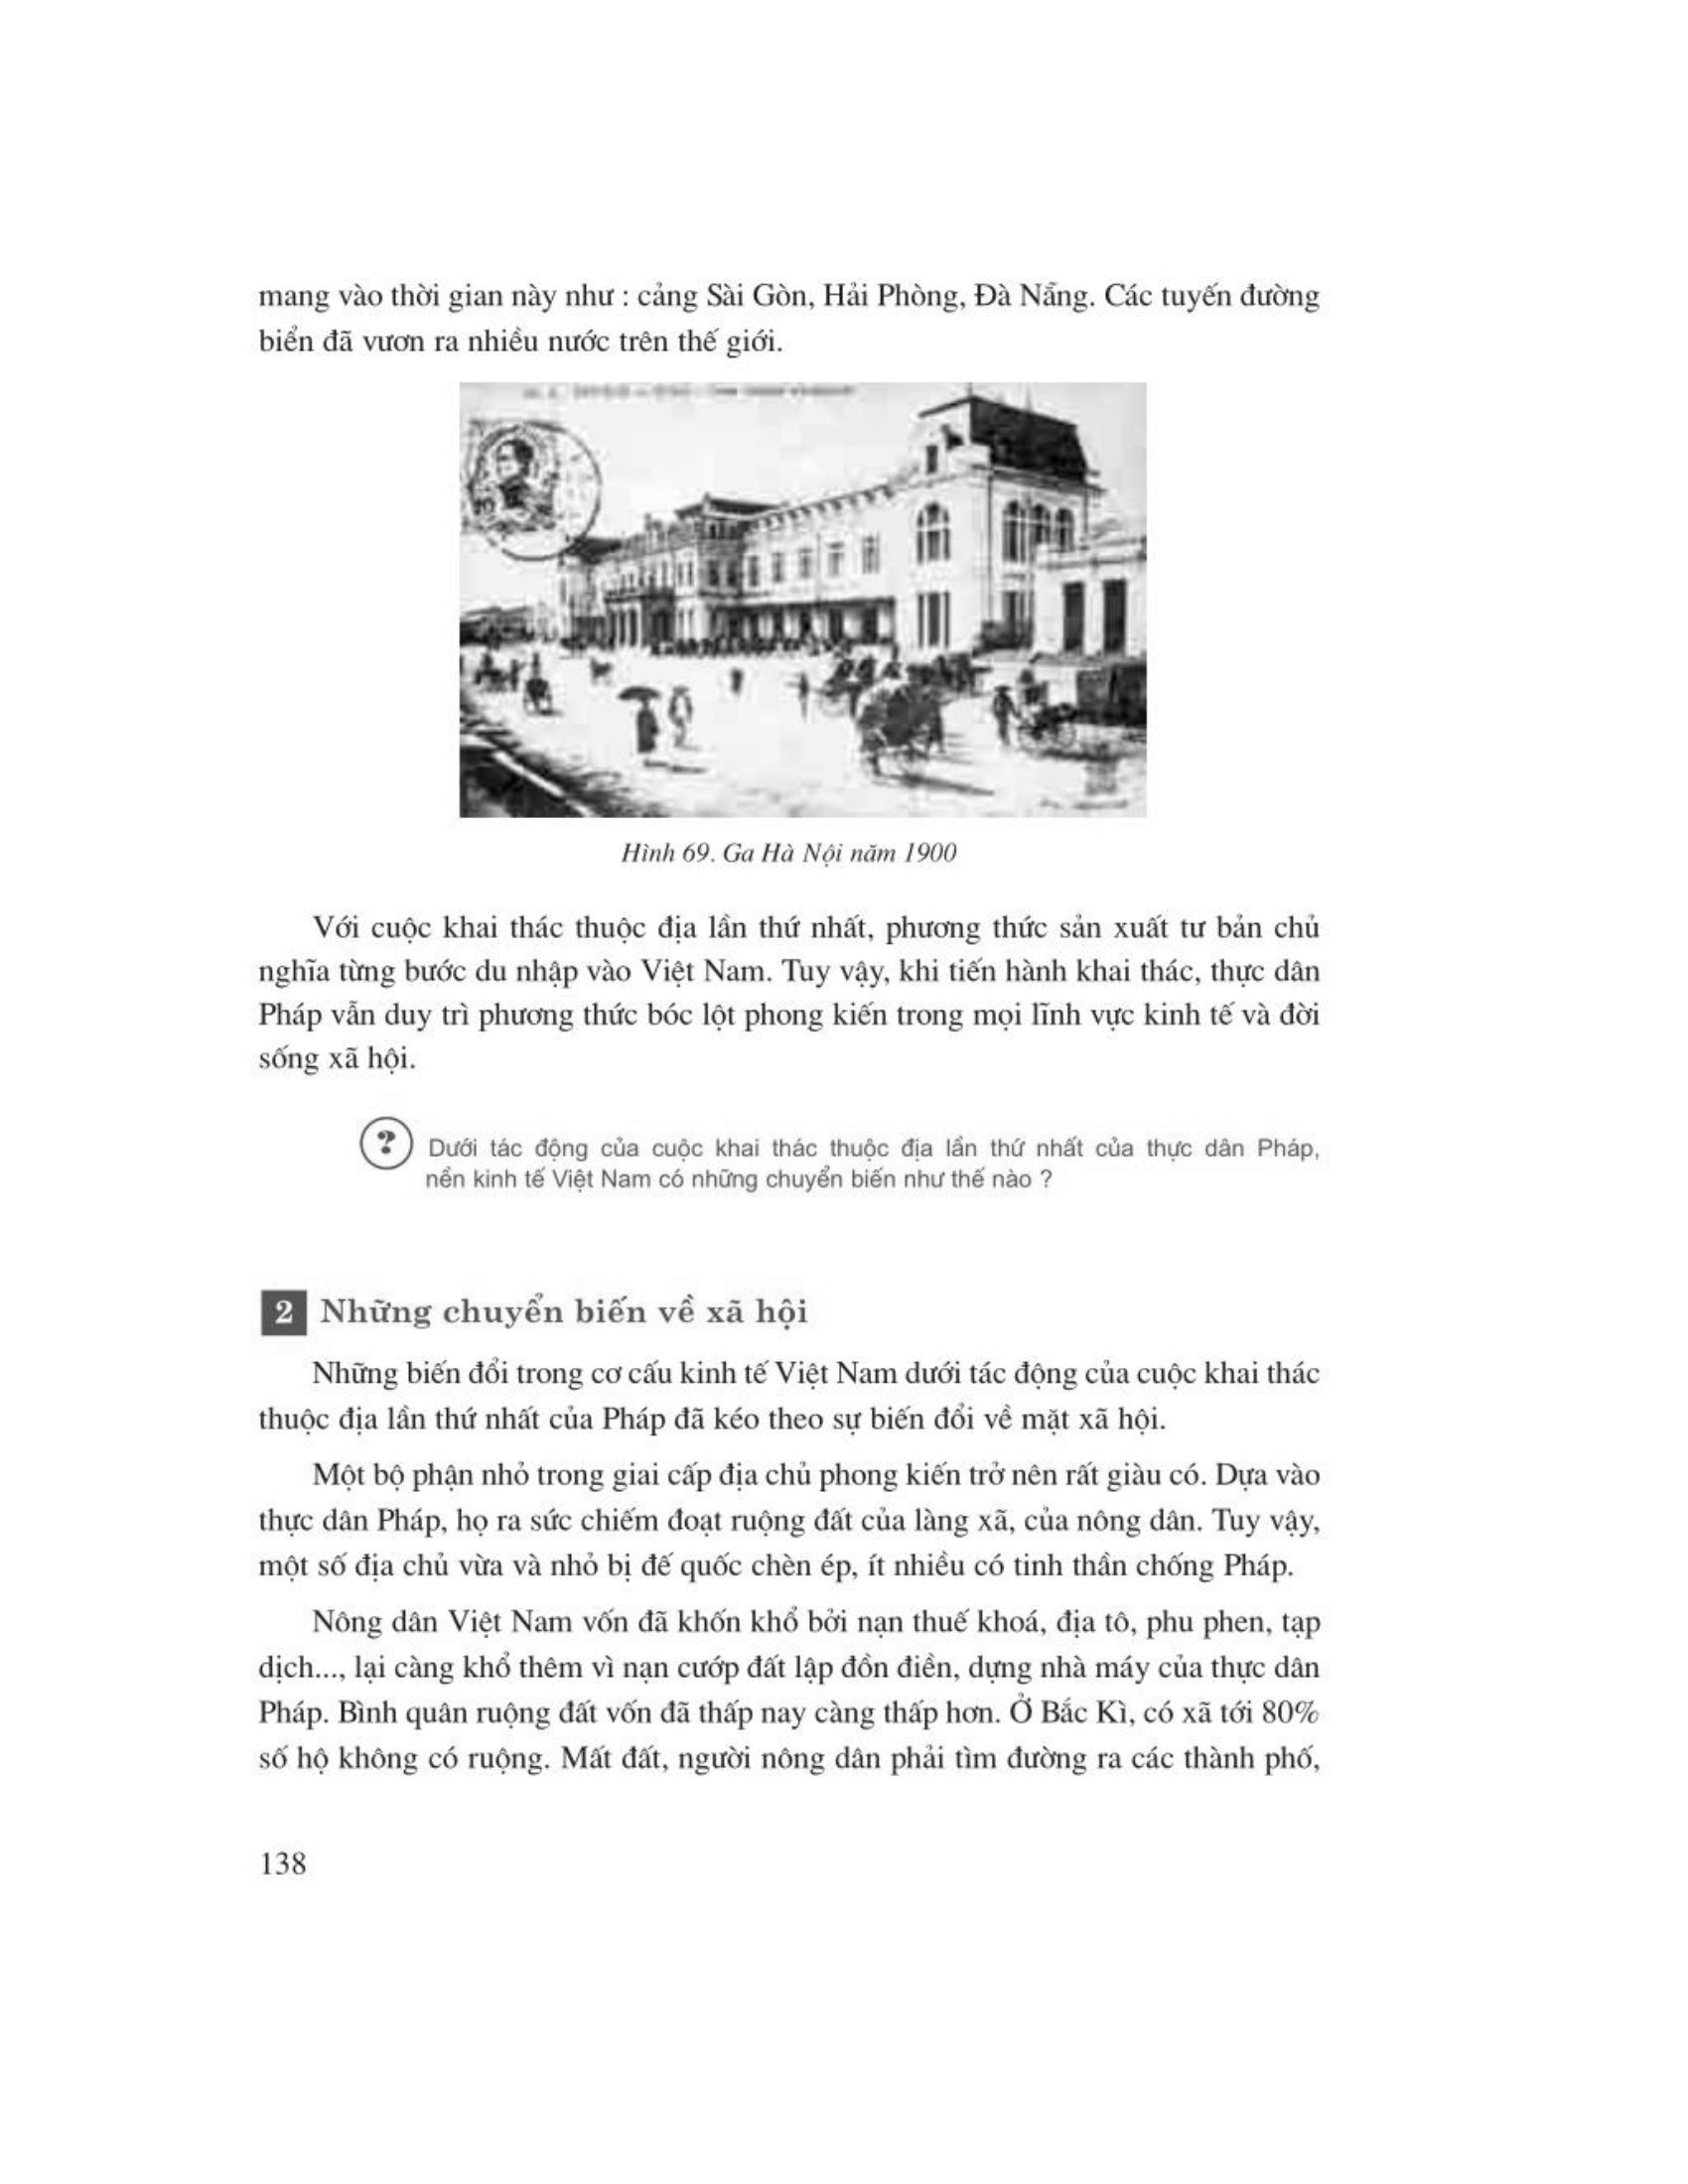 mang vào thời gian này như : cảng Sài Gòn, Hải Phòng, Đà Nẵng. Các tuyến đường
biển đã vươn ra nhiều nước trên thế giới.
Hình 69. Ga Hà Nội năm 1900
Với cuộc khai thác thuộc địa lần thứ nhất, phương thức sản xuất tư bản chủ
nghĩa từng bước du nhập vào Việt Nam. Tuy vậy, khi tiến hành khai thác, thực dân
Pháp vẫn duy trì phương thức bóc lột phong kiến trong mọi lĩnh vực kinh tế và đời
sống xã hội.
? Dưới tác động của cuộc khai thác thuộc địa lần thứ nhất của thực dân Pháp,
nền kinh tế Việt Nam có những chuyển biến như thế nào ?
2 Những chuyển biến về xã hội
Những biến đổi trong cơ cấu kinh tế Việt Nam dưới tác động của cuộc khai thác
thuộc địa lần thứ nhất của Pháp đã kéo theo sự biến đổi về mặt xã hội.
Một bộ phận nhỏ trong giai cấp địa chủ phong kiến trở nên rất giàu có. Dựa vào
thực dân Pháp, họ ra sức chiếm đoạt ruộng đất của làng xã, của nông dân. Tuy vậy,
một số địa chủ vừa và nhỏ bị đế quốc chèn ép, ít nhiều có tinh thần chống Pháp.
Nông dân Việt Nam vốn đã khốn khổ bởi nạn thuế khoá, địa tô, phu phen, tạp
dịch..., lại càng khổ thêm vì nạn cướp đất lập đồn điền, dựng nhà máy của thực dân
Pháp. Bình quân ruộng đất vốn đã thấp nay càng thấp hơn. Ở Bắc Kì, có xã tới 80%
số hộ không có ruộng. Mất đất, người nông dân phải tìm đường ra các thành phố,
138